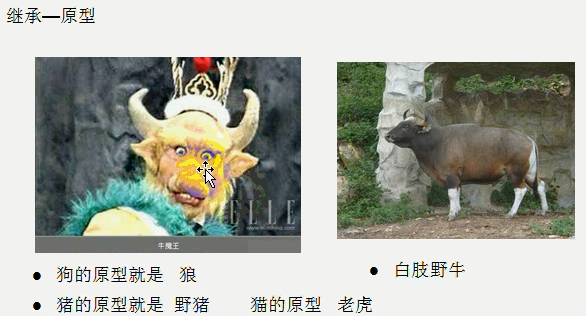 继承—原型
ELLE
牛魔王
● 狗的原型就是 狼
● 白肢野牛
● 猪的原型就是 野猪 猫的原型 老虎